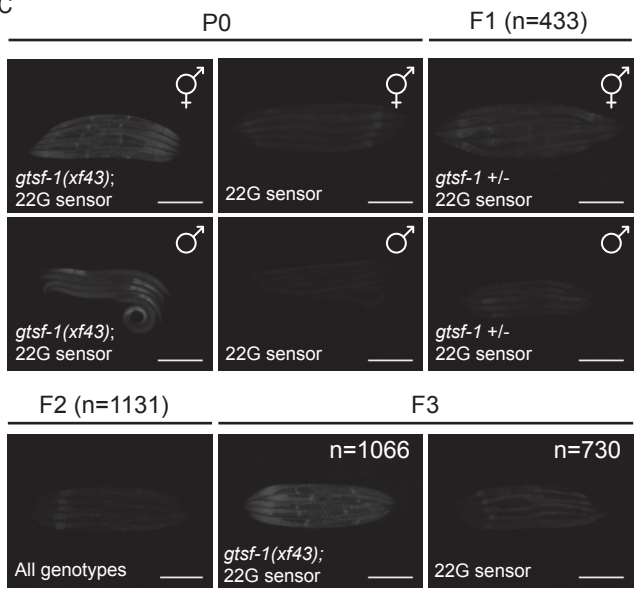 C
P0
F1 (n=433)
gtsf-1(xf43);
22G sensor
22G sensor
gtsf-1 +/-
22G sensor
gtsf-1(xf43);
22G sensor
22G sensor
gtsf-1 +/-
22G sensor
F2 (n=1131)
F3
All genotypes
n=1066
gtsf-1(xf43);
22G sensor
n=730
22G sensor